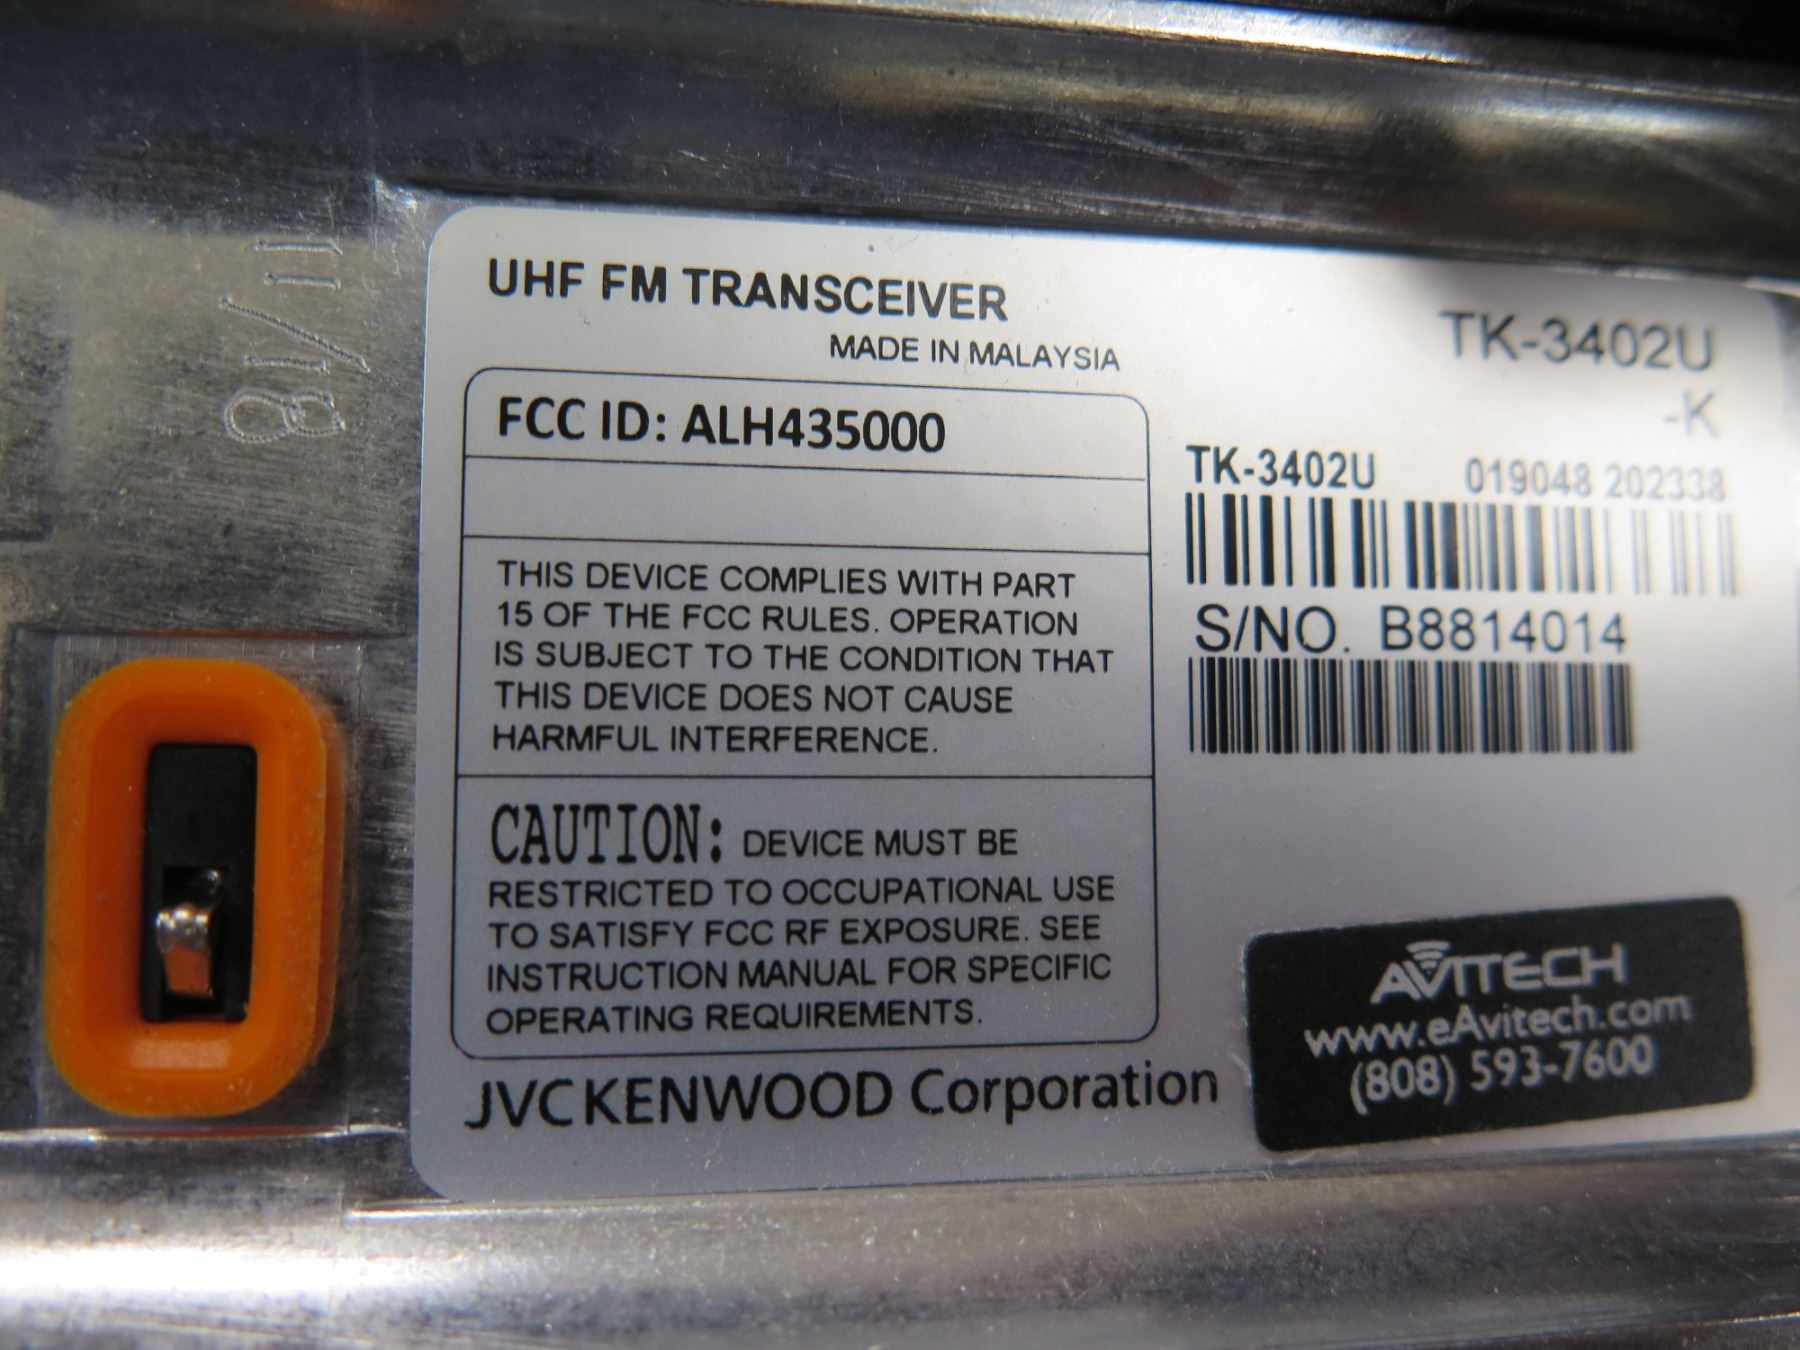 UHF FM TRANSCEIVER
MADE IN MALAYSIA
TK-3402U
-K
FCC ID: ALH435000
TK-3402U 019048 202338
S/NO. B8814014
THIS DEVICE COMPLIES WITH PART
15 OF THE FCC RULES. OPERATION
IS SUBJECT TO THE CONDITION THAT
THIS DEVICE DOES NOT CAUSE
HARMFUL INTERFERENCE.
CAUTION: DEVICE MUST BE
RESTRICTED TO OCCUPATIONAL USE
TO SATISFY FCC RF EXPOSURE. SEE
INSTRUCTION MANUAL FOR SPECIFIC
OPERATING REQUIREMENTS.
JVCKENWOOD Corporation
AVITECH
www.eAvitech.com
(808) 593-7600